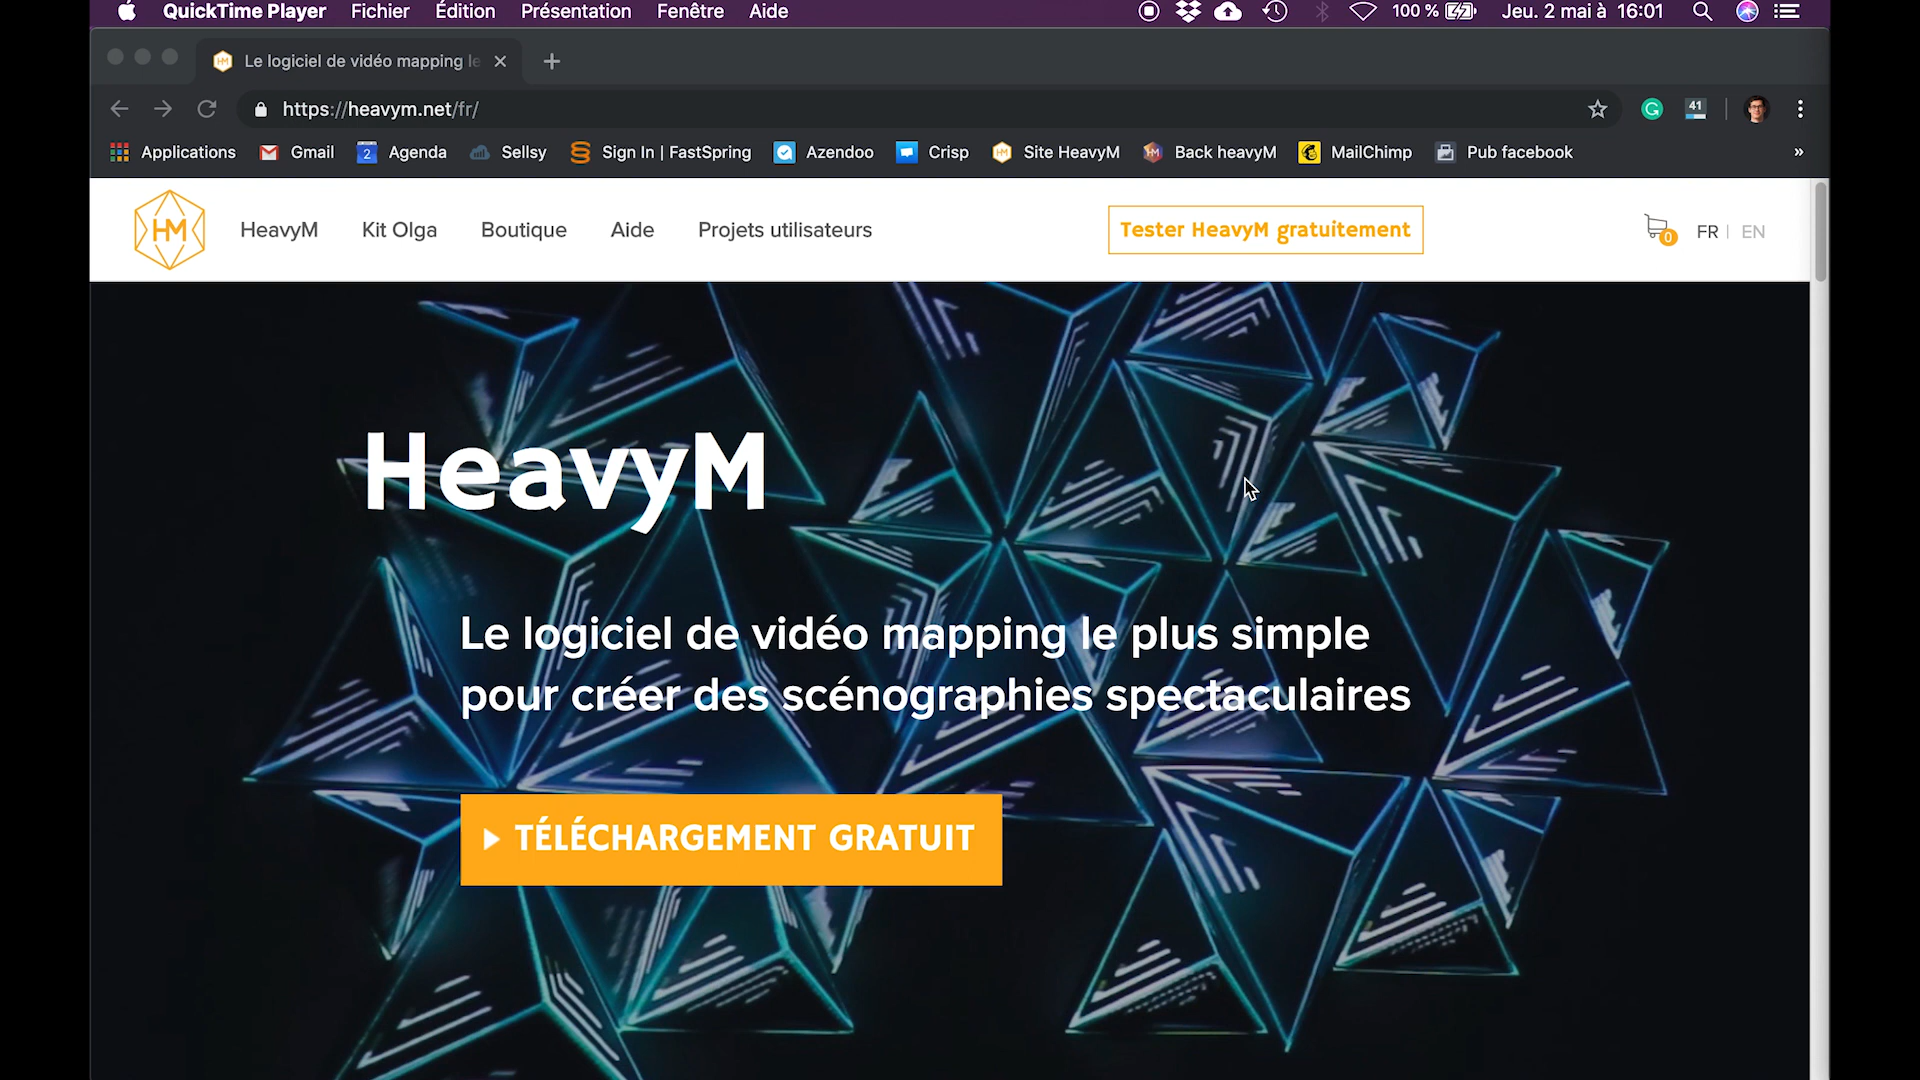 QuickTime Player Fichier Édition Présentation Fenêtre Aide 100 % Jeu. 2 mai à 16:01
Le logiciel de vidéo mapping le
https://heavym.net/fr/ 41
Applications Gmail 2 Agenda Sellsy Sign In | FastSpring Azendoo Crisp Site HeavyM Back heavyM MailChimp Pub facebook »
HM HeavyM Kit Olga Boutique Aide Projets utilisateurs Tester HeavyM gratuitement 0 FR | EN
HeavyM
Le logiciel de vidéo mapping le plus simple
pour créer des scénographies spectaculaires
TÉLÉCHARGEMENT GRATUIT